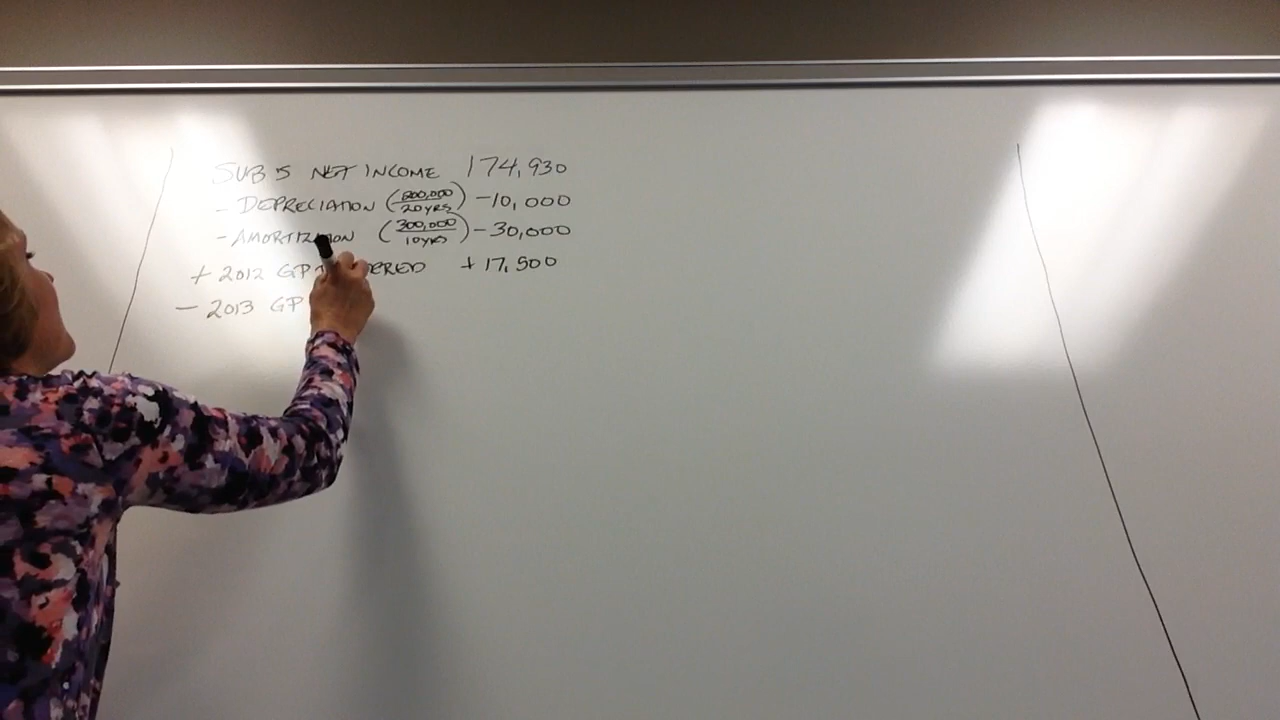 SUB'S NET INCOME 174,930
- DEPRECIATION (200,000/20YRS) -10,000
- AMORTIZATION (300,000/10YRS) -30,000
+ 2012 GP +17,500
- 2013 GP